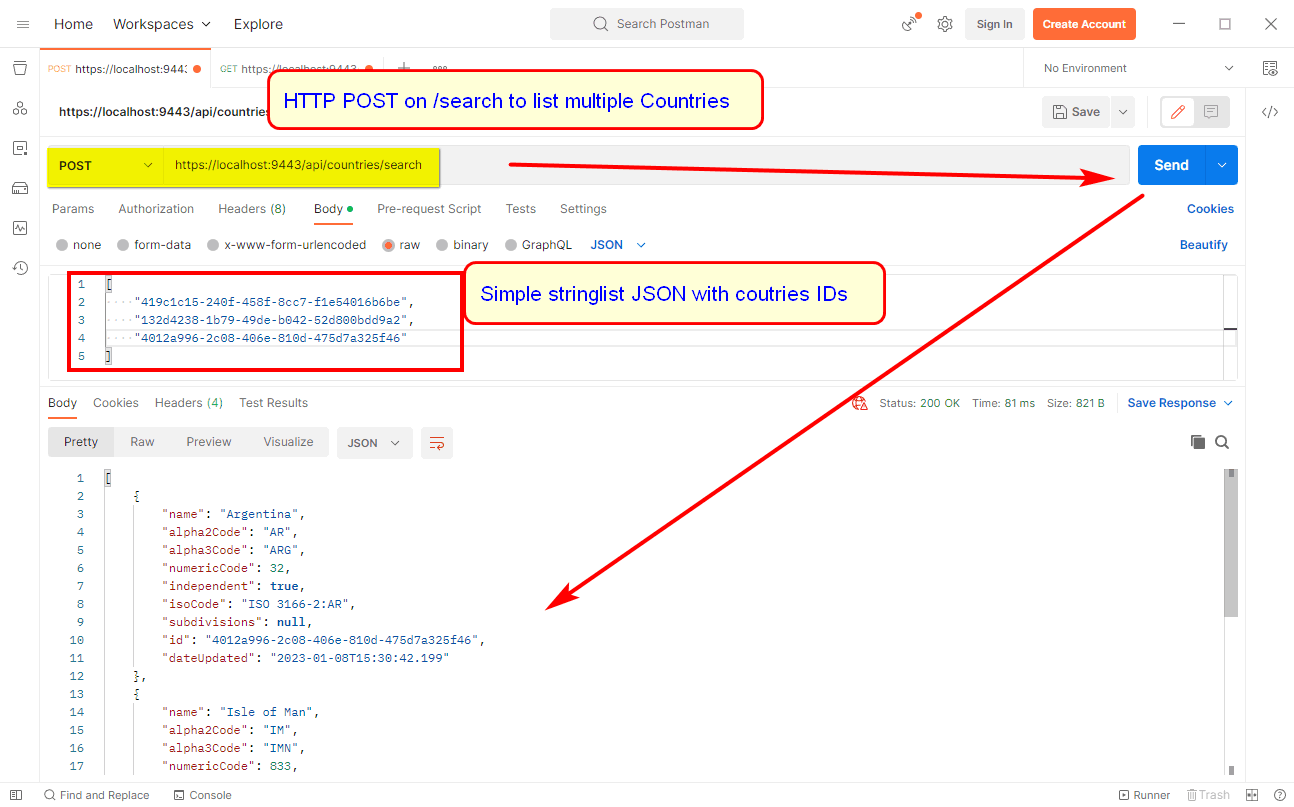 Home Workspaces Explore Search Postman Sign In Create Account
POST https://localhost:9443 GET https://localhost:9443 No Environment
HTTP POST on /search to list multiple Countries
https://localhost:9443/api/countries Save
POST https://localhost:9443/api/countries/search Send
Params Authorization Headers (8) Body Pre-request Script Tests Settings Cookies
none form-data x-www-form-urlencoded raw binary GraphQL JSON Beautify
1 [
2 "419c1c15-240f-458f-8cc7-f1e54016b6be",
3 "132d4238-1b79-49de-b042-52d800bdd9a2",
4 "4012a996-2c08-406e-810d-475d7a325f46"
5 ]
Simple stringlist JSON with coutries IDs
Body Cookies Headers (4) Test Results Status: 200 OK Time: 81 ms Size: 821 B Save Response
Pretty Raw Preview Visualize JSON
1 [
2 {
3 "name": "Argentina",
4 "alpha2Code": "AR",
5 "alpha3Code": "ARG",
6 "numericCode": 32,
7 "independent": true,
8 "isoCode": "ISO 3166-2:AR",
9 "subdivisions": null,
10 "id": "4012a996-2c08-406e-810d-475d7a325f46",
11 "dateUpdated": "2023-01-08T15:30:42.199"
12 },
13 {
14 "name": "Isle of Man",
15 "alpha2Code": "IM",
16 "alpha3Code": "IMN",
17 "numericCode": 833,
Find and Replace Console Runner Trash